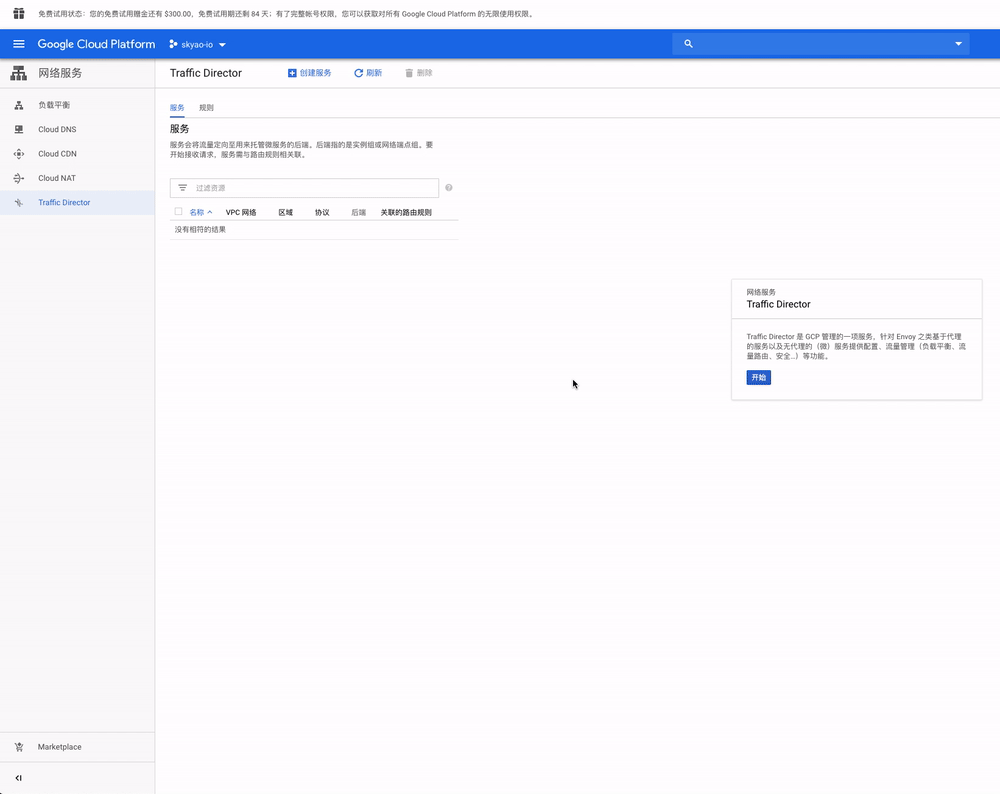 免费试用状态：您的免费试用赠金还有 $300.00，免费试用期还剩 84 天；有了完整帐号权限，您可以获取对所有 Google Cloud Platform 的无限使用权限。
Google Cloud Platform
skyao-io
网络服务
Traffic Director
创建服务
刷新
删除
负载平衡
Cloud DNS
Cloud CDN
Cloud NAT
Traffic Director
服务
规则
服务
服务会将流量定向至用来托管微服务的后端。后端指的是实例组或网络端点组。要
开始接收请求，服务需与路由规则相关联。
过滤资源
名称 VPC 网络 区域 协议 后端 关联的路由规则
没有相符的结果
网络服务
Traffic Director
Traffic Director 是 GCP 管理的一项服务，针对 Envoy 之类基于代理
的服务以及无代理的（微）服务提供配置、流量管理（负载平衡、流
量路由、安全...）等功能。
开始
Marketplace